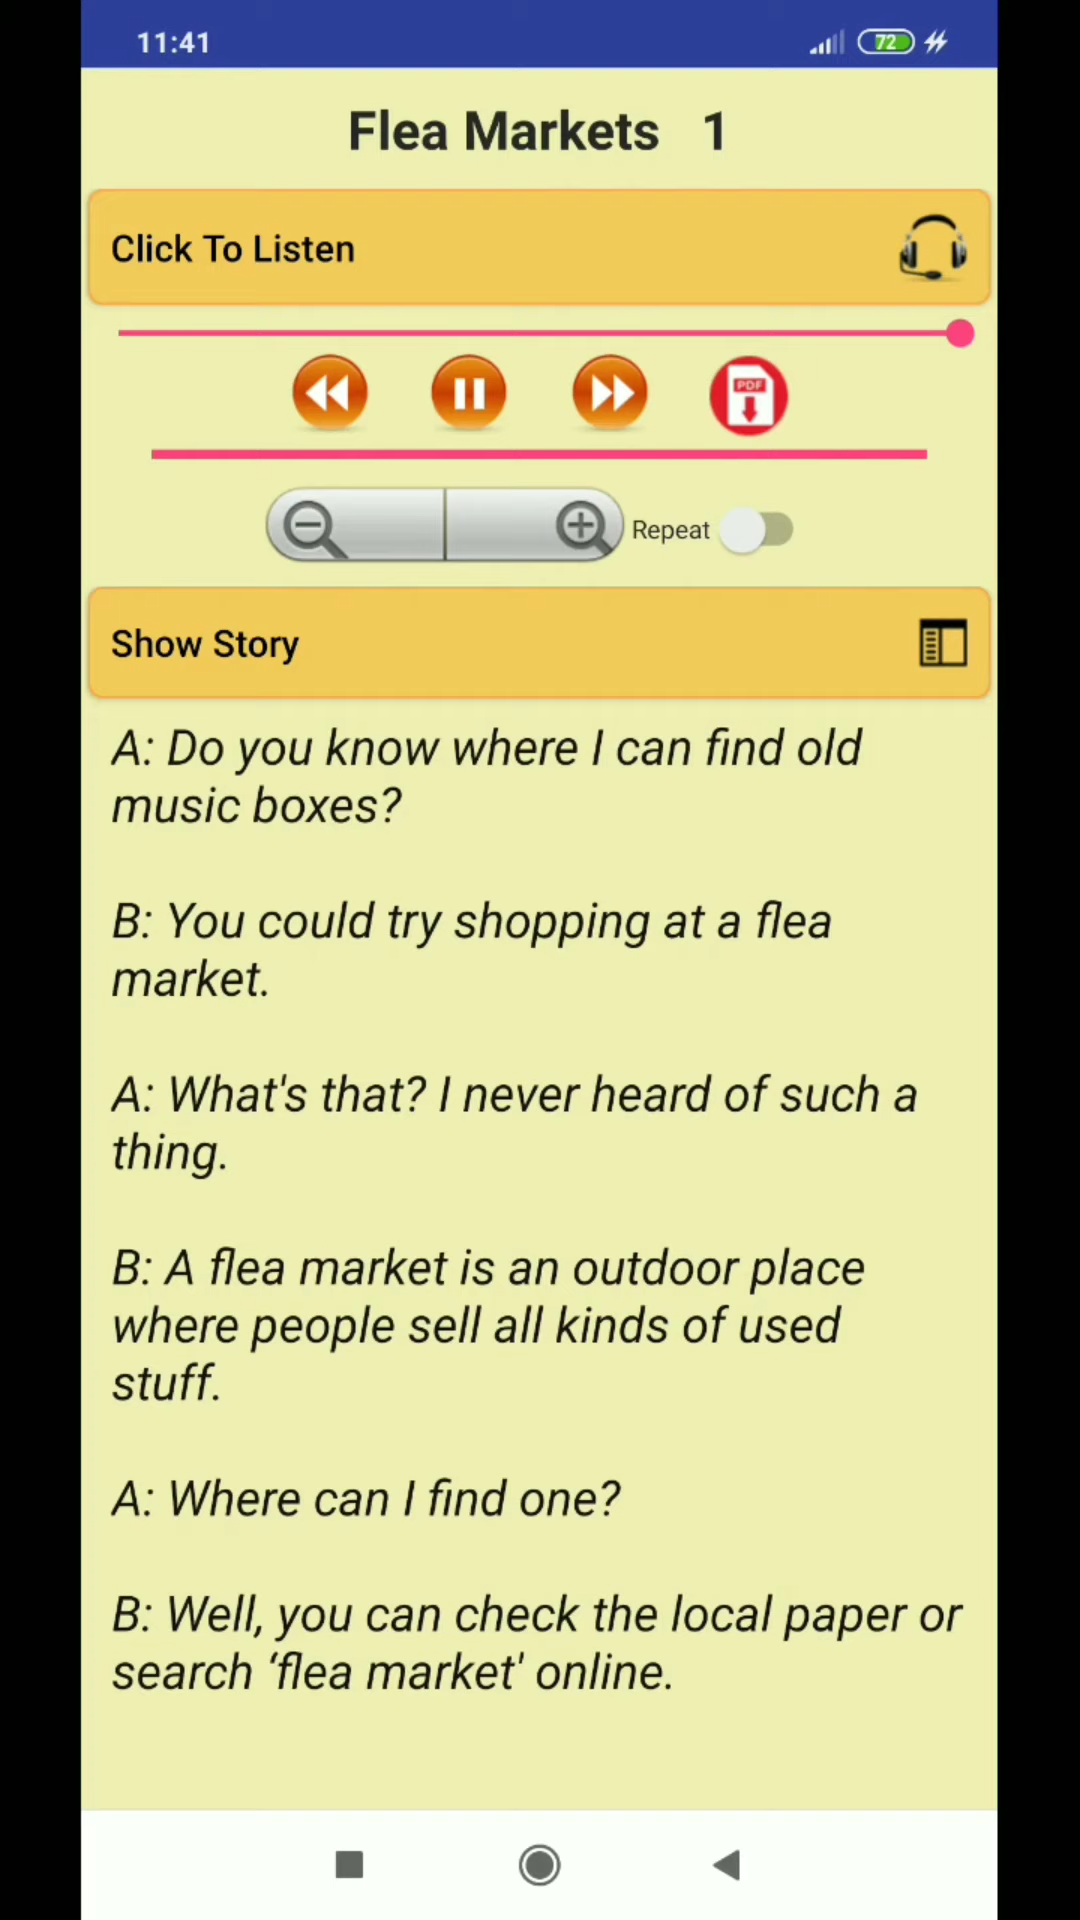 11:41
72
Flea Markets 1
Click To Listen
PDF
Repeat
Show Story
A: Do you know where I can find old
music boxes?
B: You could try shopping at a flea
market.
A: What's that? I never heard of such a
thing.
B: A flea market is an outdoor place
where people sell all kinds of used
stuff.
A: Where can I find one?
B: Well, you can check the local paper or
search ‘flea market' online.